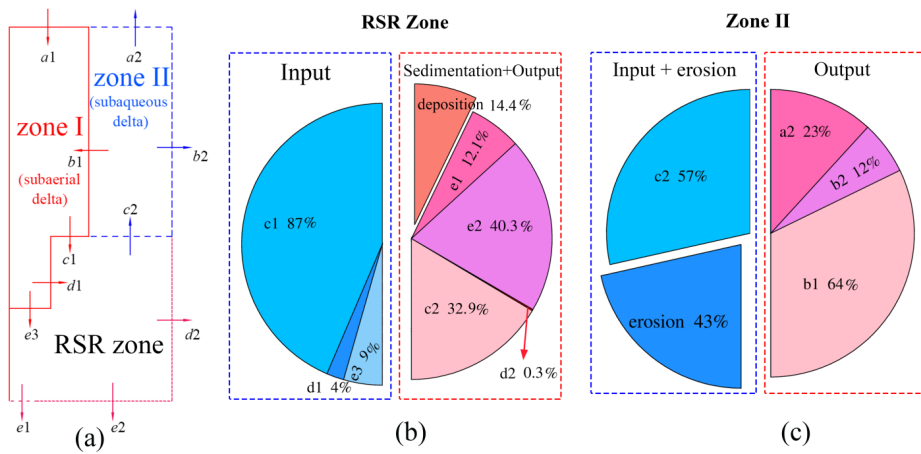 RSR Zone
Zone II
a1
a2
zone II
(subaqueous
delta)
zone I
b1
b2
(subaerial
delta)
c2
c1
d1
e3
RSR zone
d2
e1
e2
(a)
Input
c1 87%
d1 4%
e3 9%
Sedimentation+Output
deposition 14.4%
e1 12.1%
e2 40.3%
c2 32.9%
d2 0.3%
(b)
Input + erosion
c2 57%
erosion 43%
Output
a2 23%
b2 12%
b1 64%
(c)